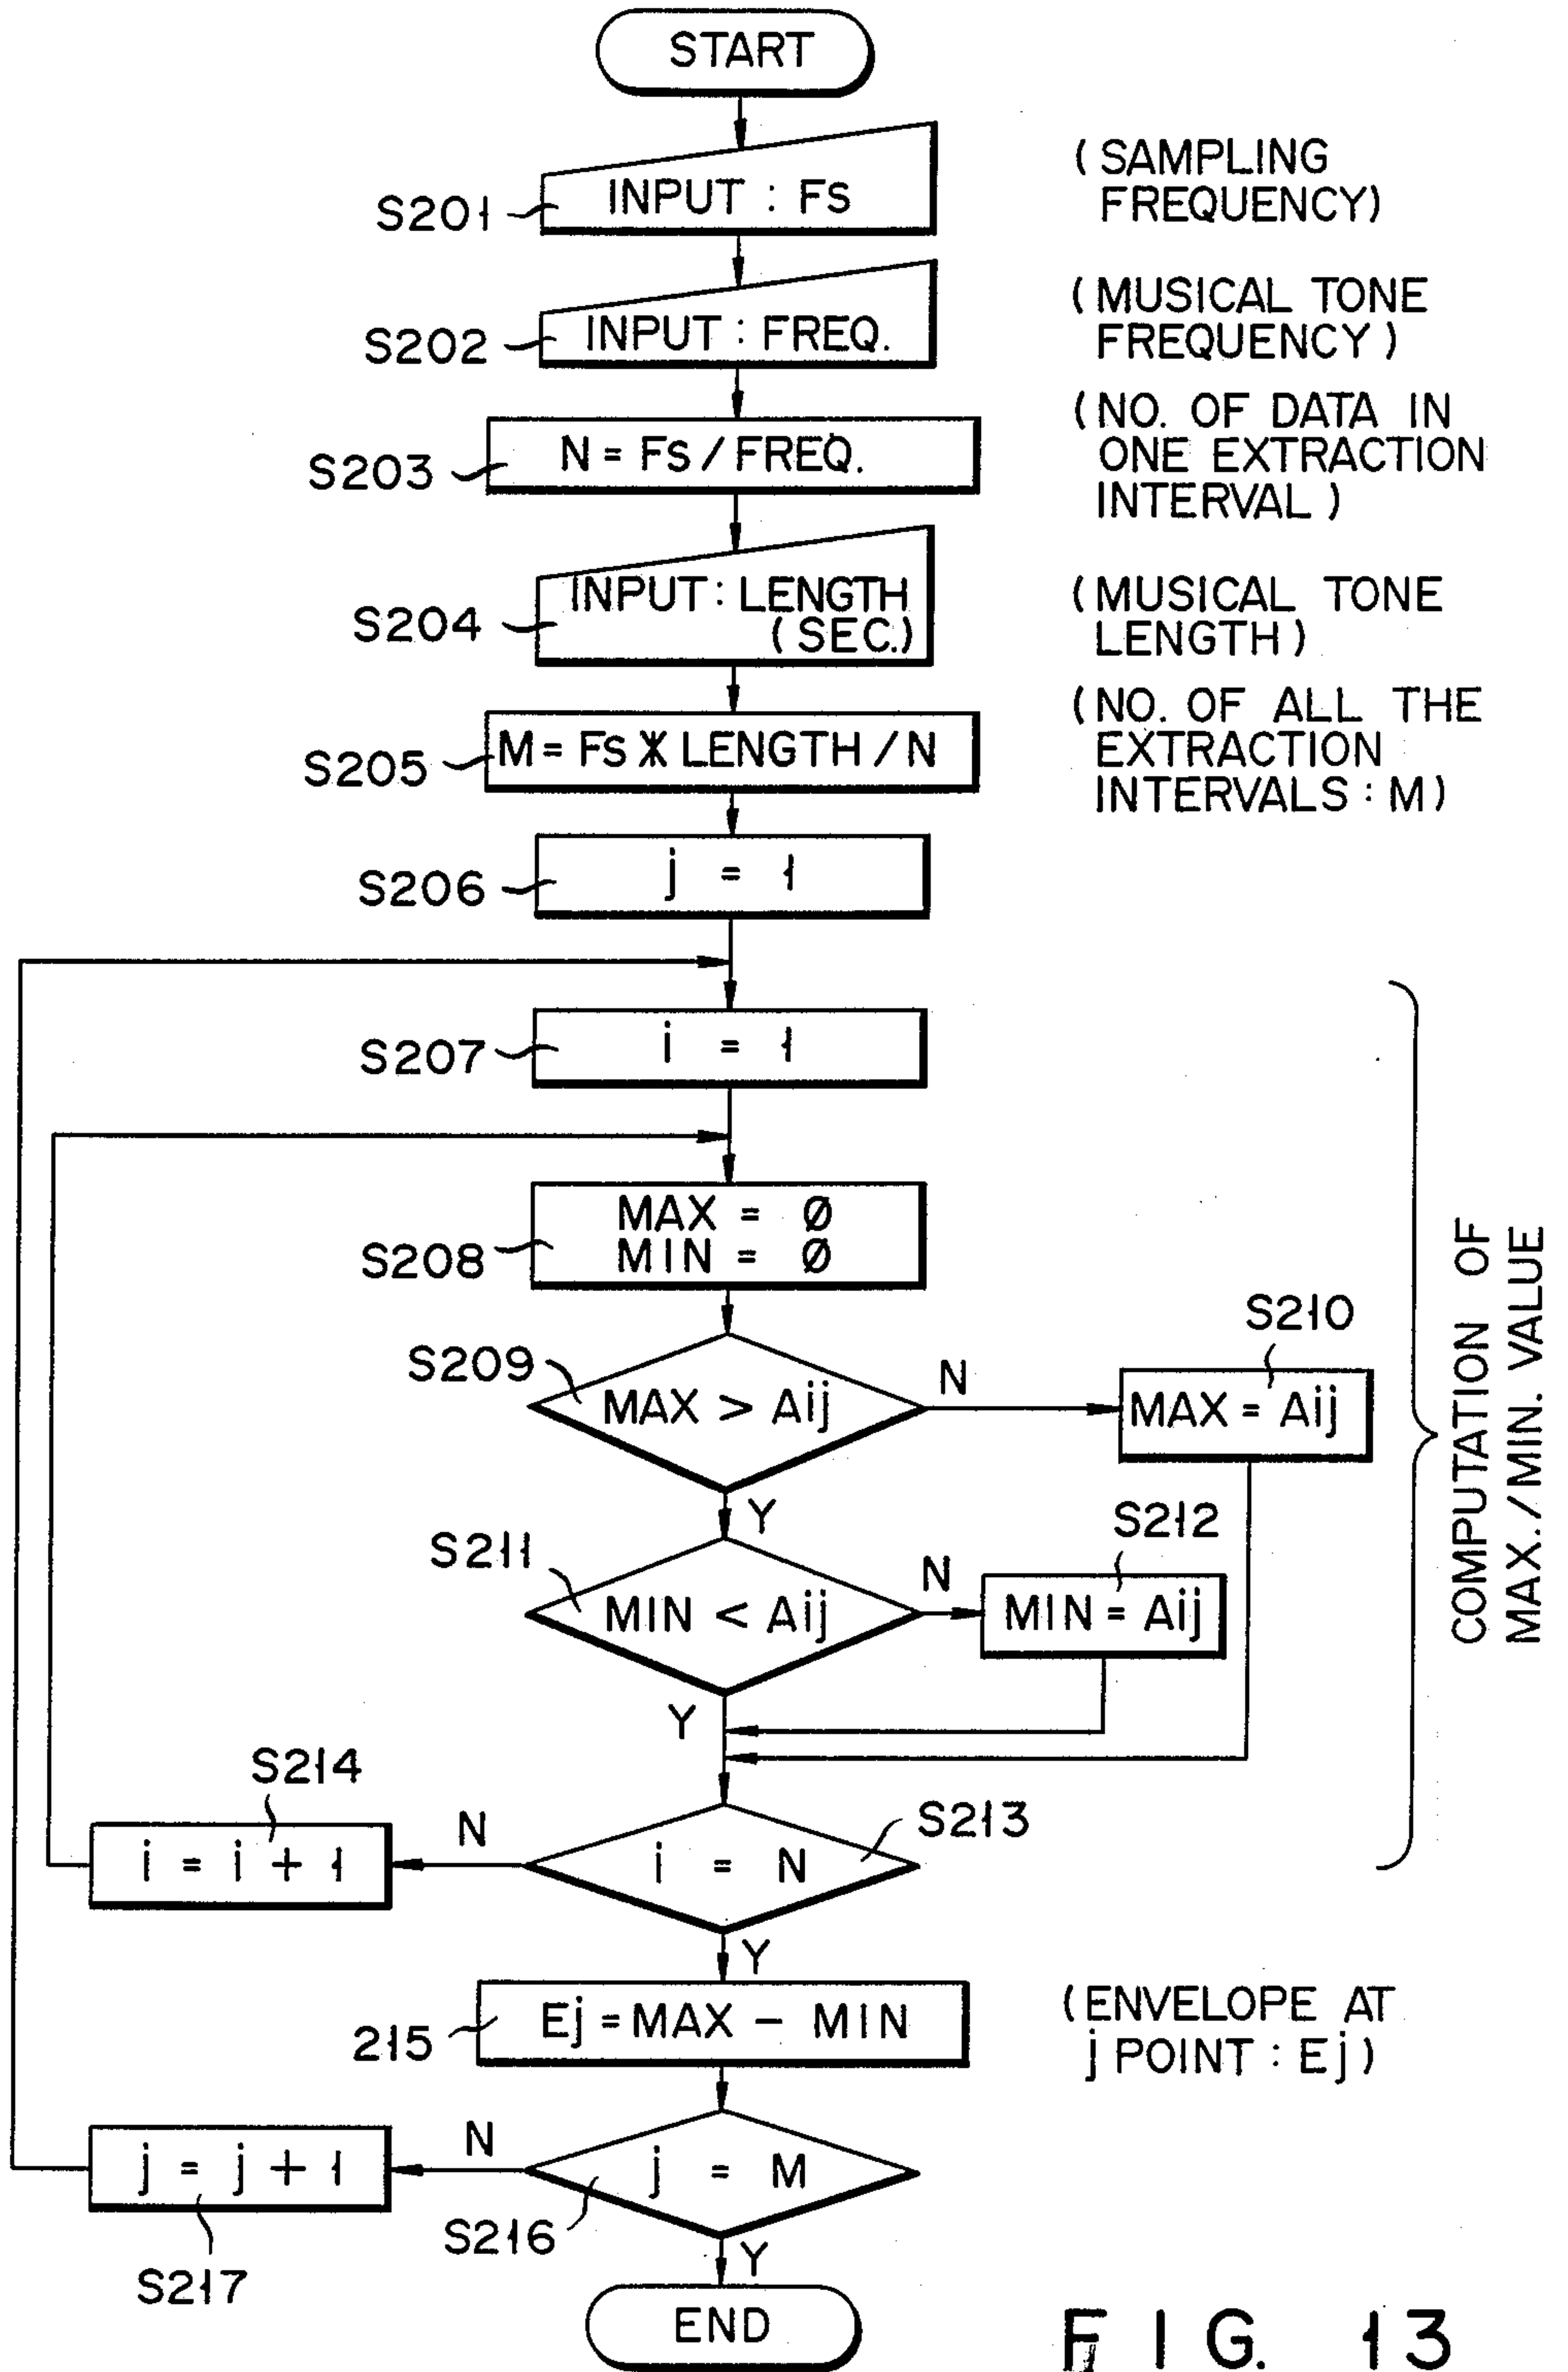 START
INPUT : Fs
(SAMPLING
FREQUENCY)
S201
INPUT : FREQ.
(MUSICAL TONE
FREQUENCY)
S202
N = Fs / FREQ.
(NO. OF DATA IN
ONE EXTRACTION
INTERVAL)
S203
INPUT : LENGTH
(SEC.)
(MUSICAL TONE
LENGTH)
S204
M = Fs * LENGTH / N
(NO. OF ALL THE
EXTRACTION
INTERVALS : M)
S205
j = 1
S206
i = 1
S207
MAX = Ø
MIN = Ø
S208
S209
MAX > Aij
N
S210
MAX = Aij
Y
S211
MIN < Aij
N
S212
MIN = Aij
Y
COMPUTATION OF
MAX./MIN. VALUE
S214
i = i + 1
N
i = N
S213
Y
215
Ej = MAX - MIN
(ENVELOPE AT
j POINT : Ej)
j = j + 1
N
j = M
S217
S216
Y
END
FIG. 13